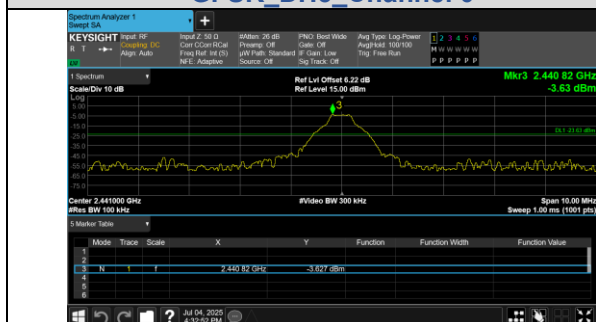 Spectrum Analyzer 1
Swept SA
+
KEYSIGHT
R T
Input: RF
Coupling: DC
Align: Auto
Input Z: 50 Ω
Corr CCorr RCal
Freq Ref: Int (S)
NFE: Adaptive
#Atten: 26 dB
Preamp: Off
µW Path: Standard
Source: Off
PNO: Best Wide
Gate: Off
IF Gain: Low
Sig Track: Off
Avg Type: Log-Power
Avg|Hold: 100/100
Trig: Free Run
1 2 3 4 5 6
M W W W W W
P P P P P P
1 Spectrum
Scale/Div 10 dB
Ref Lvl Offset 6.22 dB
Ref Level 15.00 dBm
Mkr3 2.440 82 GHz
-3.63 dBm
Log
3
5.00
-5.00
-15.0
DL1 -23.63 dBm
-25.0
-35.0
-45.0
-55.0
-65.0
-75.0
Center 2.441000 GHz
#Video BW 300 kHz
Span 10.00 MHz
#Res BW 100 kHz
Sweep 1.00 ms (1001 pts)
5 Marker Table
Mode Trace Scale X Y Function Function Width Function Value
1
2
3 N 1 f 2.440 82 GHz -3.627 dBm
4
5
6
?
Jul 04, 2025
4:32:52 PM